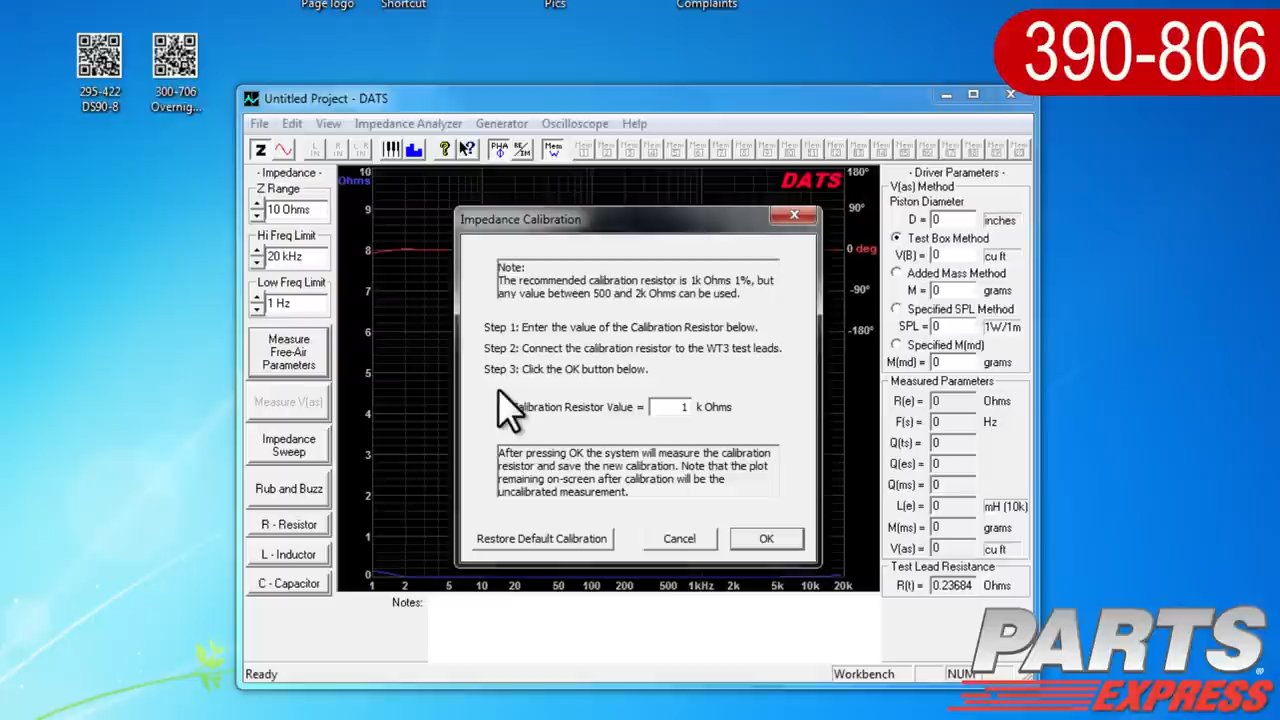 Page logo
Shortcut
Pics
Complaints
390-806
295-422
DS90-8
300-706
Overnig...
Untitled Project - DATS
File Edit View Impedance Analyzer Generator Oscilloscope Help
Z
PHA
RE/IM
Mem
- Impedance -
Z Range
10 Ohms
Hi Freq Limit
20 kHz
Low Freq Limit
1 Hz
Measure
Free-Air
Parameters
Measure V(as)
Impedance
Sweep
Rub and Buzz
R - Resistor
L - Inductor
C - Capacitor
10
Ohms
9
8
7
6
5
4
3
2
1
0
DATS
180°
90°
0 deg
-90°
-180°
1 2 5 10 20 50 100 200 500 1kHz 2k 5k 10k 20k
Impedance Calibration
Note:
The recommended calibration resistor is 1k Ohms 1%, but
any value between 500 and 2k Ohms can be used.
Step 1: Enter the value of the Calibration Resistor below.
Step 2: Connect the calibration resistor to the WT3 test leads.
Step 3: Click the OK button below.
Calibration Resistor Value = 1 k Ohms
After pressing OK the system will measure the calibration
resistor and save the new calibration. Note that the plot
remaining on-screen after calibration will be the
uncalibrated measurement.
Restore Default Calibration Cancel OK
- Driver Parameters -
V(as) Method
Piston Diameter
D = 0 inches
Test Box Method
V(B) = 0 cu ft
Added Mass Method
M = 0 grams
Specified SPL Method
SPL = 0 1W/1m
Specified M(md)
M(md) = 0 grams
Measured Parameters
R(e) = 0 Ohms
F(s) = 0 Hz
Q(ts) = 0
Q(es) = 0
Q(ms) = 0
L(e) = 0 mH (10k)
M(ms) = 0 grams
V(as) = 0 cu ft
Test Lead Resistance
R(t) = 0.23684 Ohms
Notes:
Ready
Workbench
NUM
PARTS
EXPRESS